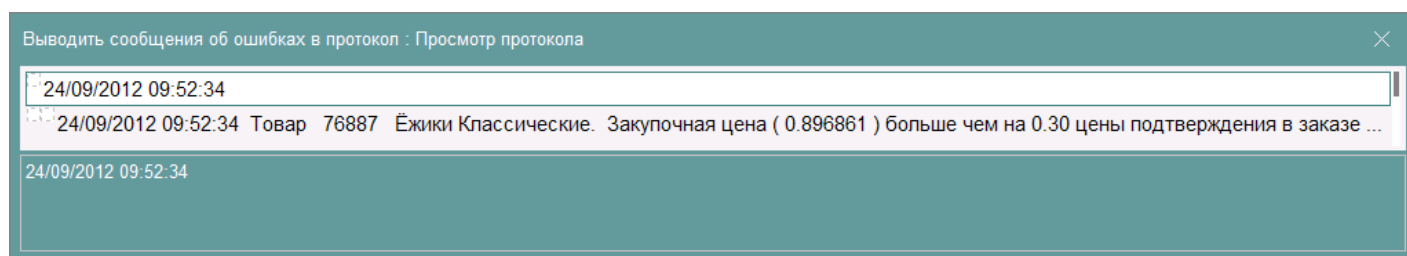 Выводить сообщения об ошибках в протокол : Просмотр протокола
24/09/2012 09:52:34
24/09/2012 09:52:34 Товар 76887 Ёжики Классические. Закупочная цена ( 0.896861 ) больше чем на 0.30 цены подтверждения в заказе ...
24/09/2012 09:52:34